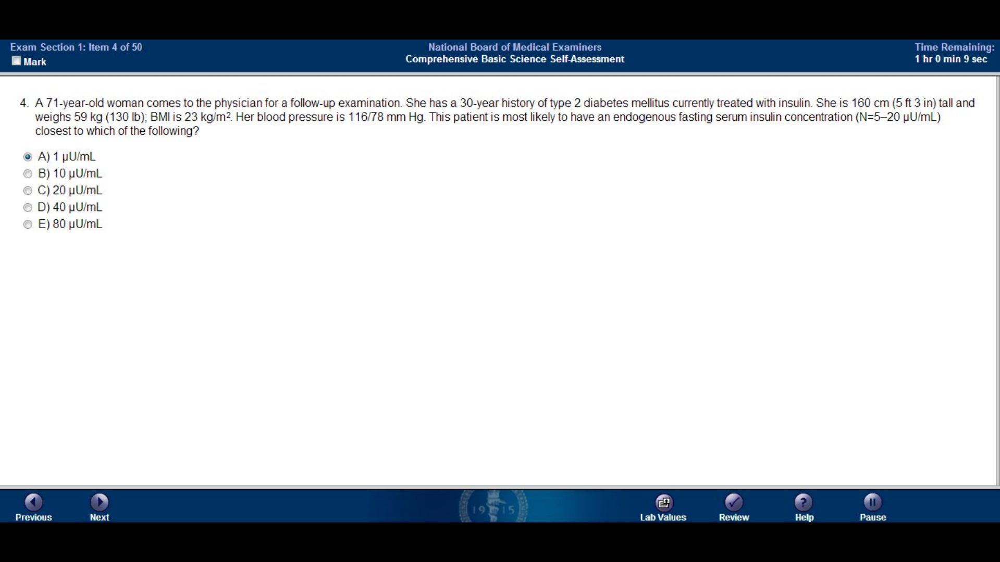 Exam Section 1: Item 4 of 50
National Board of Medical Examiners
Time Remaining:
Mark
Comprehensive Basic Science Self-Assessment
1 hr 0 min 9 sec
4. A 71-year-old woman comes to the physician for a follow-up examination. She has a 30-year history of type 2 diabetes mellitus currently treated with insulin. She is 160 cm (5 ft 3 in) tall and
weighs 59 kg (130 lb); BMI is 23 kg/m². Her blood pressure is 116/78 mm Hg. This patient is most likely to have an endogenous fasting serum insulin concentration (N=5–20 µU/mL)
closest to which of the following?
A) 1 µU/mL
B) 10 µU/mL
C) 20 µU/mL
D) 40 µU/mL
E) 80 µU/mL
1915
Previous
Next
Lab Values
Review
Help
Pause